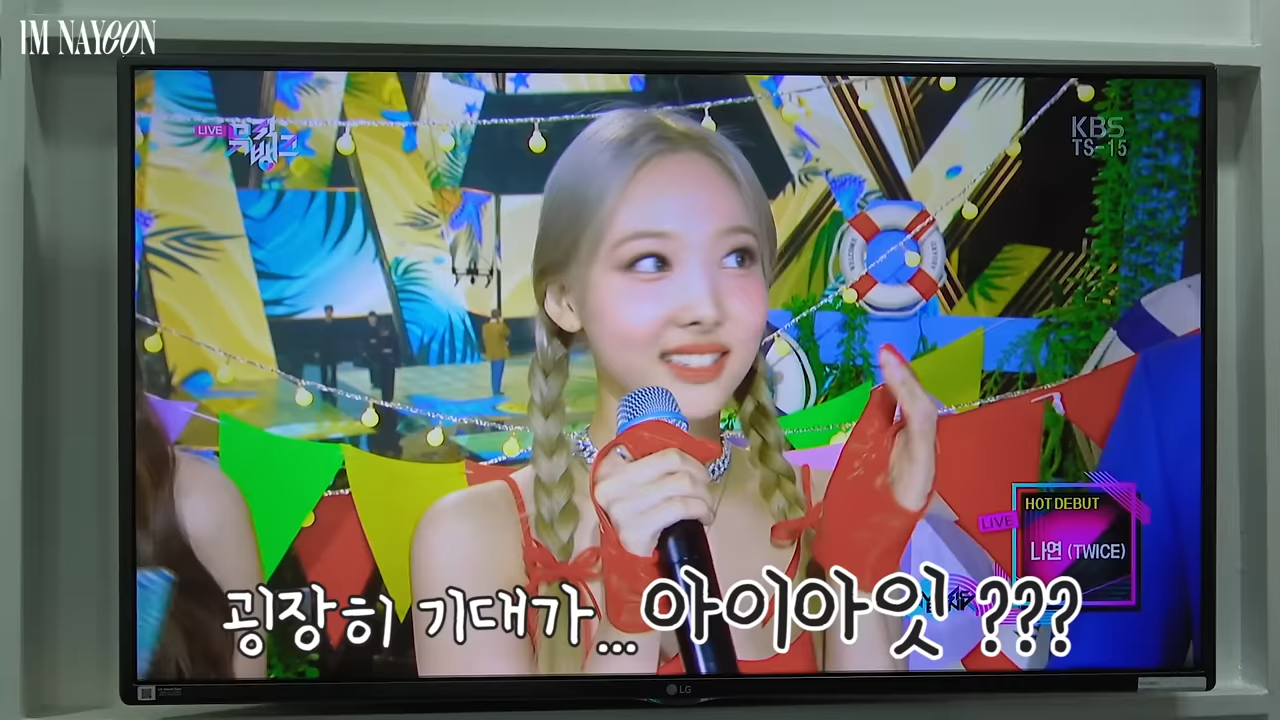 IM NAYEON
LIVE 뮤직
뱅크
KBS
TS-15
WELCOME
HOT DEBUT
LIVE
나연 (TWICE)
굉장히 기대가... 아이아잇 ???
LG